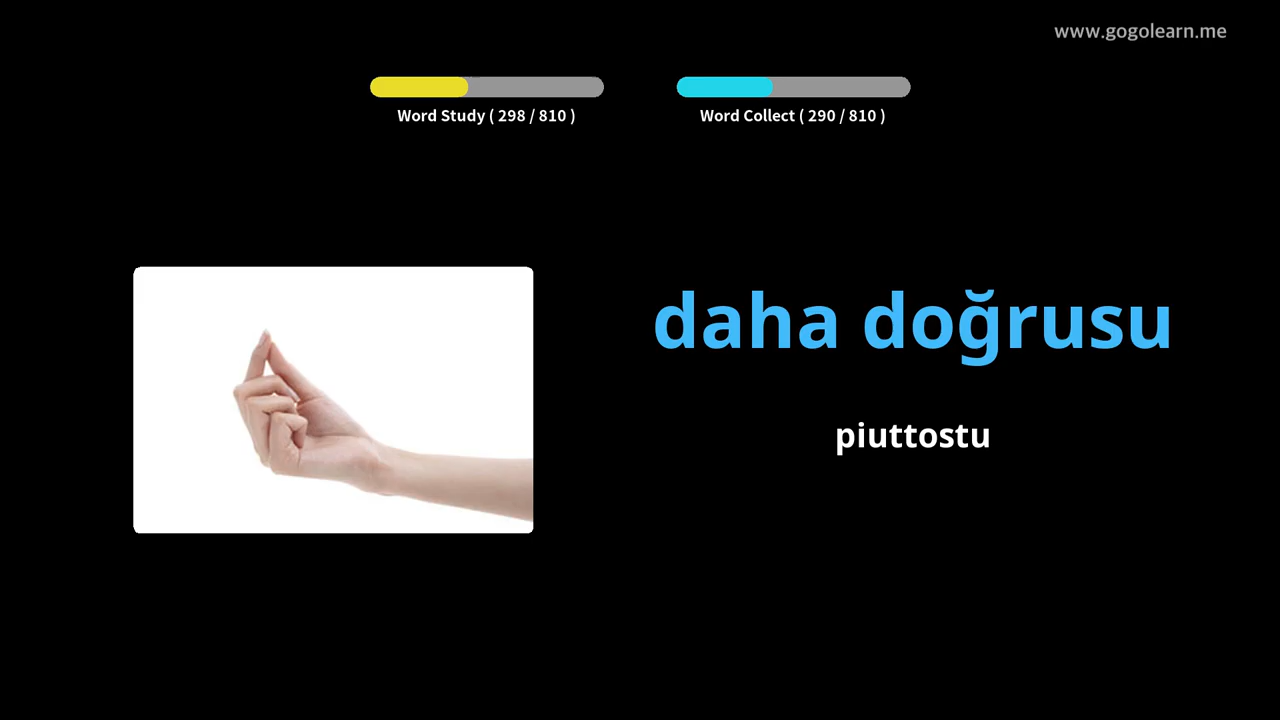 www.gogolearn.me
Word Study ( 298 / 810 )
Word Collect ( 290 / 810 )
daha doğrusu
piuttostu